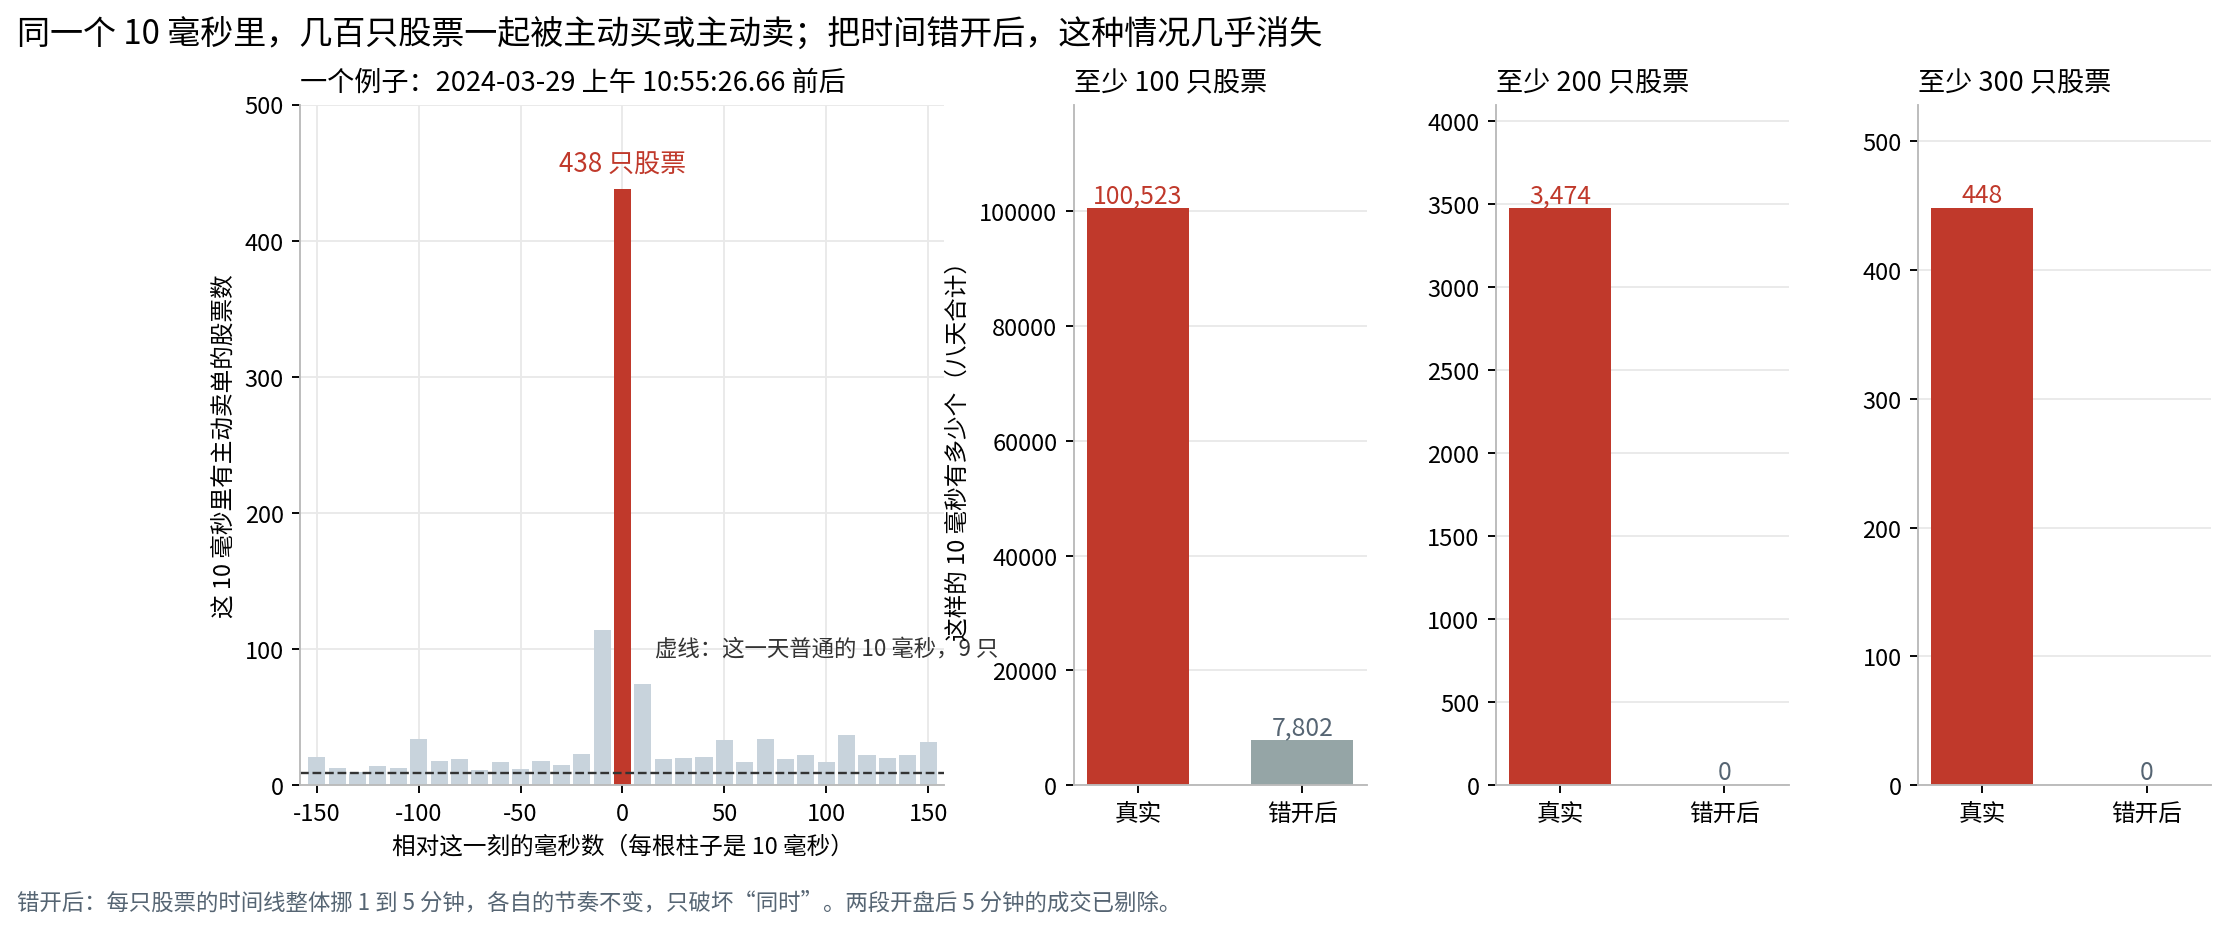 同一个 10 毫秒里，几百只股票一起被主动买或主动卖；把时间错开后，这种情况几乎消失
一个例子：2024-03-29 上午 10:55:26.66 前后
这 10 毫秒里有主动卖单的股票数
500
400
300
200
100
0
438 只股票
虚线：这一天普通的 10 毫秒，9 只
-150
-100
-50
0
50
100
150
相对这一刻的毫秒数（每根柱子是 10 毫秒）
至少 100 只股票
这样的 10 毫秒有多少个（八天合计）
100000
80000
60000
40000
20000
0
100,523
7,802
真实
错开后
至少 200 只股票
4000
3500
3000
2500
2000
1500
1000
500
0
3,474
0
真实
错开后
至少 300 只股票
500
400
300
200
100
0
448
0
真实
错开后
错开后：每只股票的时间线整体挪 1 到 5 分钟，各自的节奏不变，只破坏“同时”。两段开盘后 5 分钟的成交已剔除。